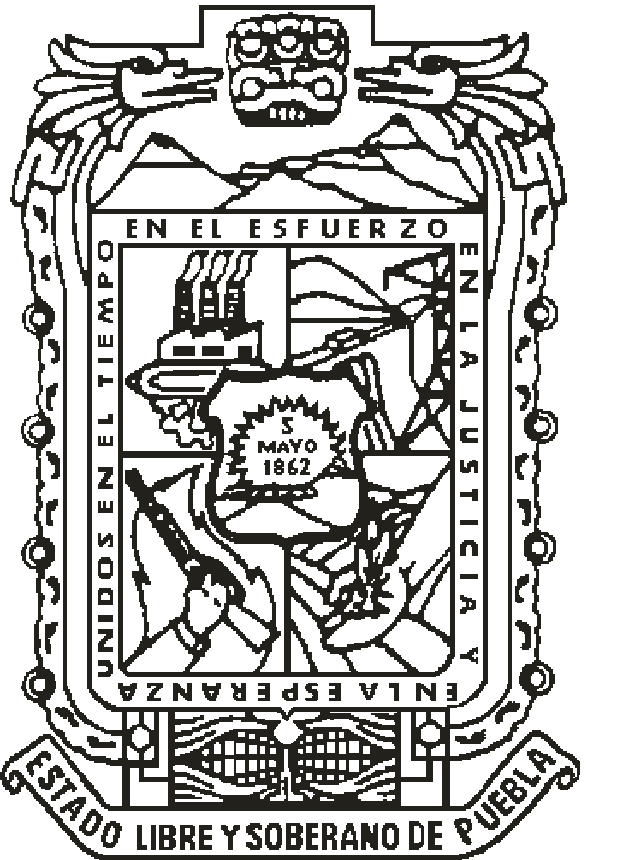 EN EL ESFUERZO
EN LA JUSTICIA Y
EN LA ESPERANZA
UNIDOS EN EL TIEMPO
5
MAYO
1862
ESTADO LIBRE Y SOBERANO DE PUEBLA